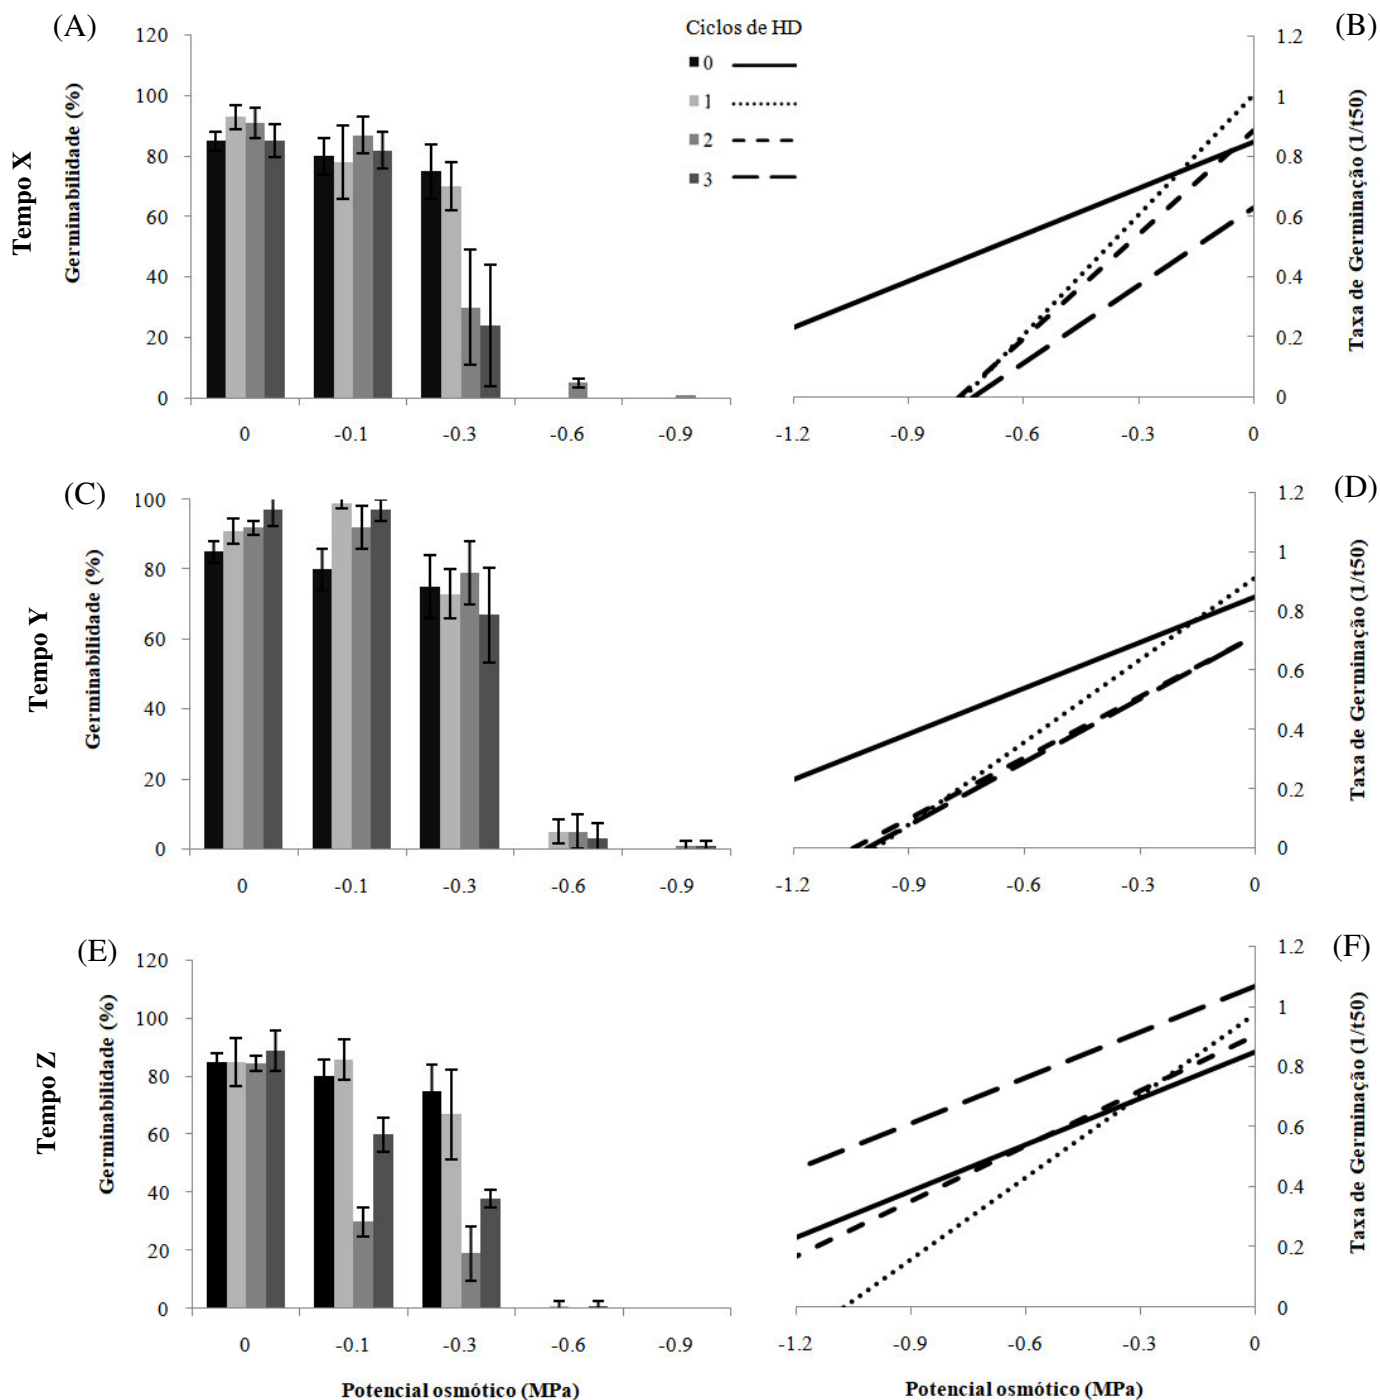 (A)
Ciclos de HD
0
1
2
3
(B)
Tempo X
Germinabilidade (%)
120
100
80
60
40
20
0
0 -0.1 -0.3 -0.6 -0.9
1.2
1
0.8
0.6
0.4
0.2
0
-1.2 -0.9 -0.6 -0.3 0
Taxa de Germinação (1/t50)
(C)
(D)
Tempo Y
Germinabilidade (%)
100
80
60
40
20
0
0 -0.1 -0.3 -0.6 -0.9
1.2
1
0.8
0.6
0.4
0.2
0
-1.2 -0.9 -0.6 -0.3 0
Taxa de Germinação (1/t50)
(E)
(F)
Tempo Z
Germinabilidade (%)
120
100
80
60
40
20
0
0 -0.1 -0.3 -0.6 -0.9
Potencial osmótico (MPa)
1.2
1
0.8
0.6
0.4
0.2
0
-1.2 -0.9 -0.6 -0.3 0
Taxa de Germinação (1/t50)
Potencial osmótico (MPa)